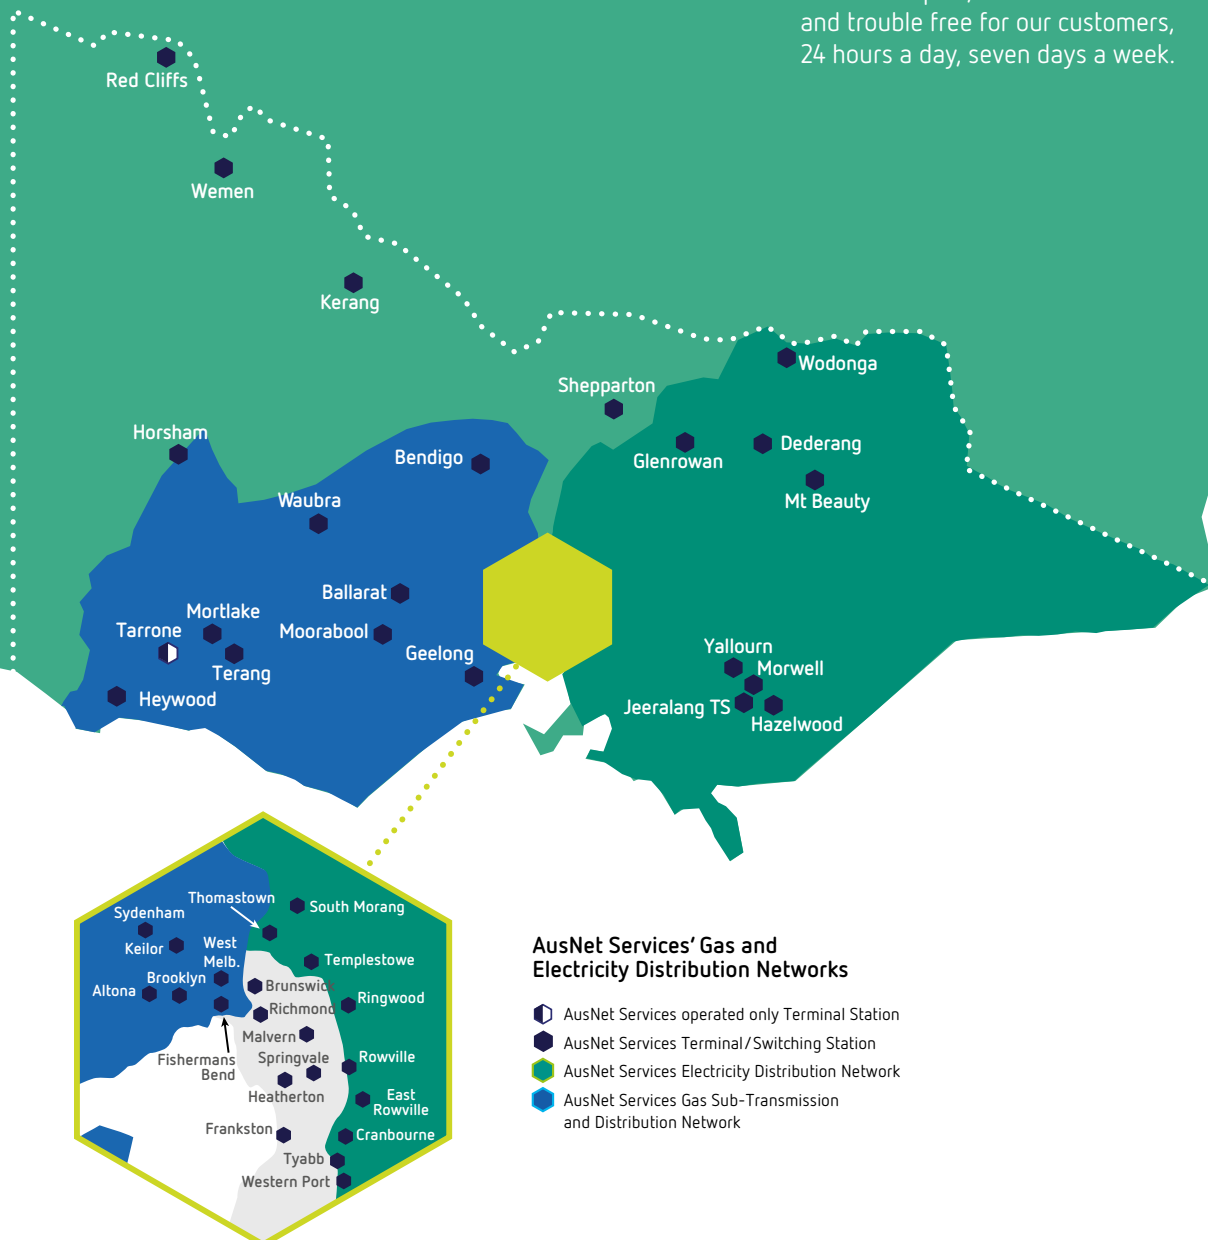 and trouble free for our customers,
24 hours a day, seven days a week.
Red Cliffs
Wemen
Kerang
Wodonga
Shepparton
Horsham
Bendigo
Glenrowan
Dederang
Waubra
Mt Beauty
Ballarat
Mortlake
Tarrone
Moorabool
Geelong
Terang
Heywood
Yallourn
Morwell
Jeeralang TS
Hazelwood
Thomastown
South Morang
Sydenham
Keilor
West
Melb.
Templestowe
Brooklyn
Altona
Brunswick
Ringwood
Richmond
Malvern
Fishermans
Bend
Springvale
Rowville
Heatherton
East
Rowville
Frankston
Cranbourne
Tyabb
Western Port
AusNet Services' Gas and
Electricity Distribution Networks
AusNet Services operated only Terminal Station
AusNet Services Terminal/Switching Station
AusNet Services Electricity Distribution Network
AusNet Services Gas Sub-Transmission
and Distribution Network